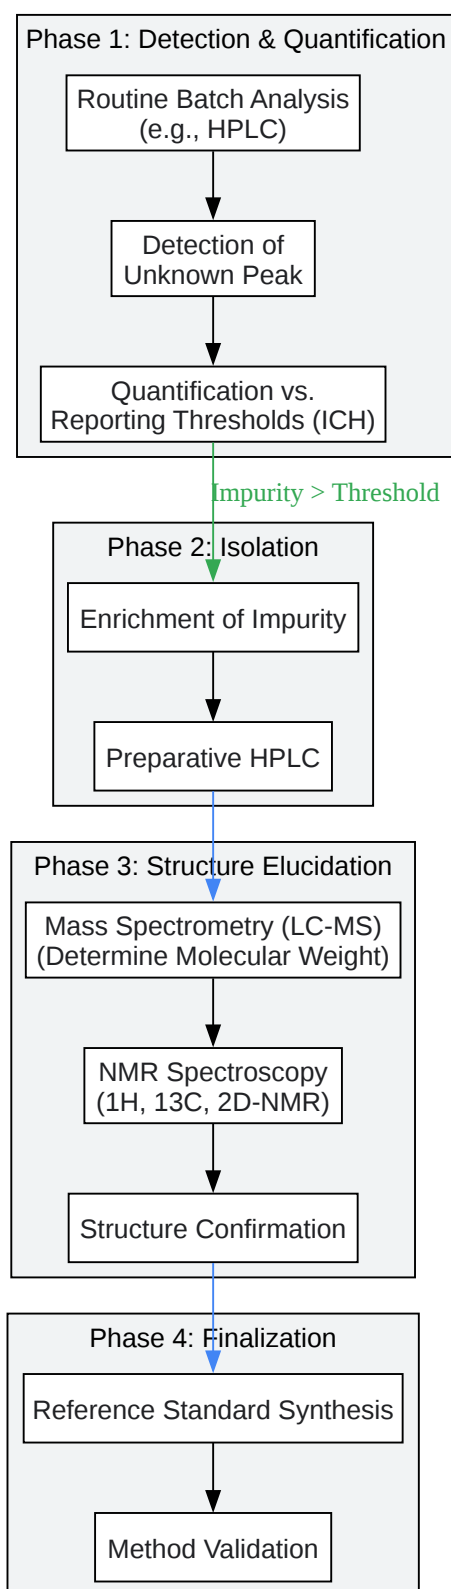 Phase 1: Detection & Quantification
Routine Batch Analysis
(e.g., HPLC)
Detection of
Unknown Peak
Quantification vs.
Reporting Thresholds (ICH)
Impurity > Threshold
Phase 2: Isolation
Enrichment of Impurity
Preparative HPLC
Phase 3: Structure Elucidation
Mass Spectrometry (LC-MS)
(Determine Molecular Weight)
NMR Spectroscopy
(1H, 13C, 2D-NMR)
Structure Confirmation
Phase 4: Finalization
Reference Standard Synthesis
Method Validation